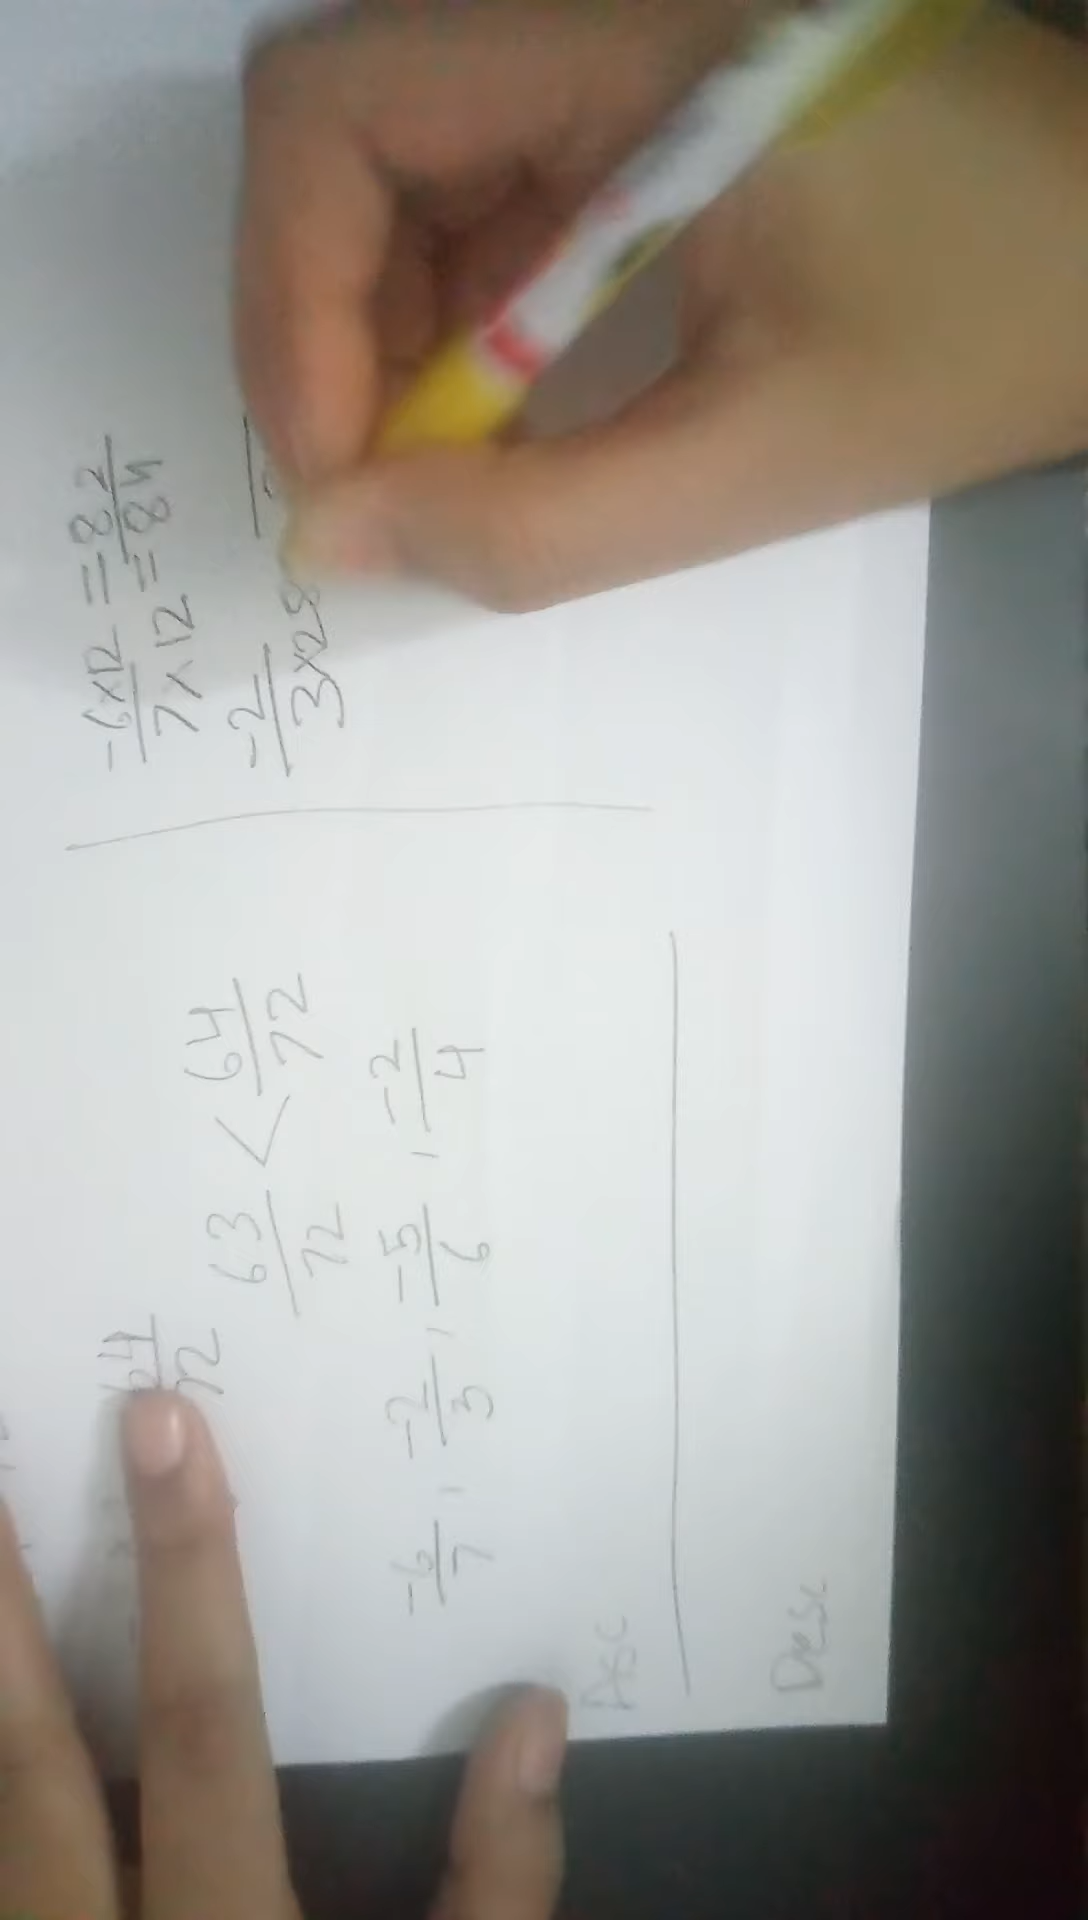 64/72
63/72 < 64/72
-6/7 , -2/3 , -5/6 , -2/4
Asc
Desc
-6×12/7×12 = 82/= 84
-2/3×28